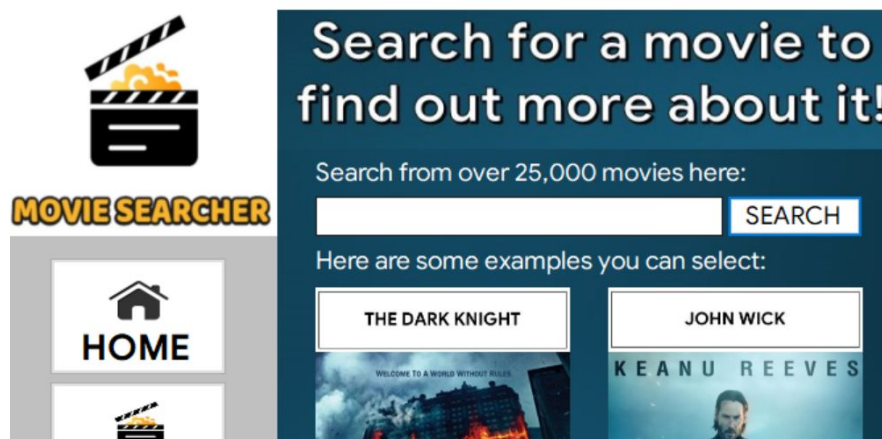 Search for a movie to
find out more about it!
MOVIE SEARCHER
Search from over 25,000 movies here:
SEARCH
Here are some examples you can select:
HOME
THE DARK KNIGHT
JOHN WICK
WELCOME TO A WORLD WITHOUT RULES.
KEANU REEVES